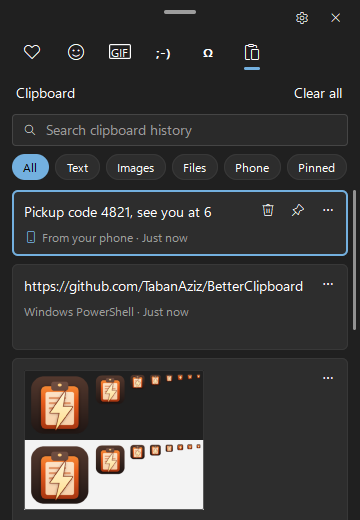 GIF
;-)
Ω
Clipboard
Clear all
Search clipboard history
All
Text
Images
Files
Phone
Pinned
Pickup code 4821, see you at 6
From your phone · Just now
https://github.com/TabanAziz/BetterClipboard
Windows PowerShell · Just now